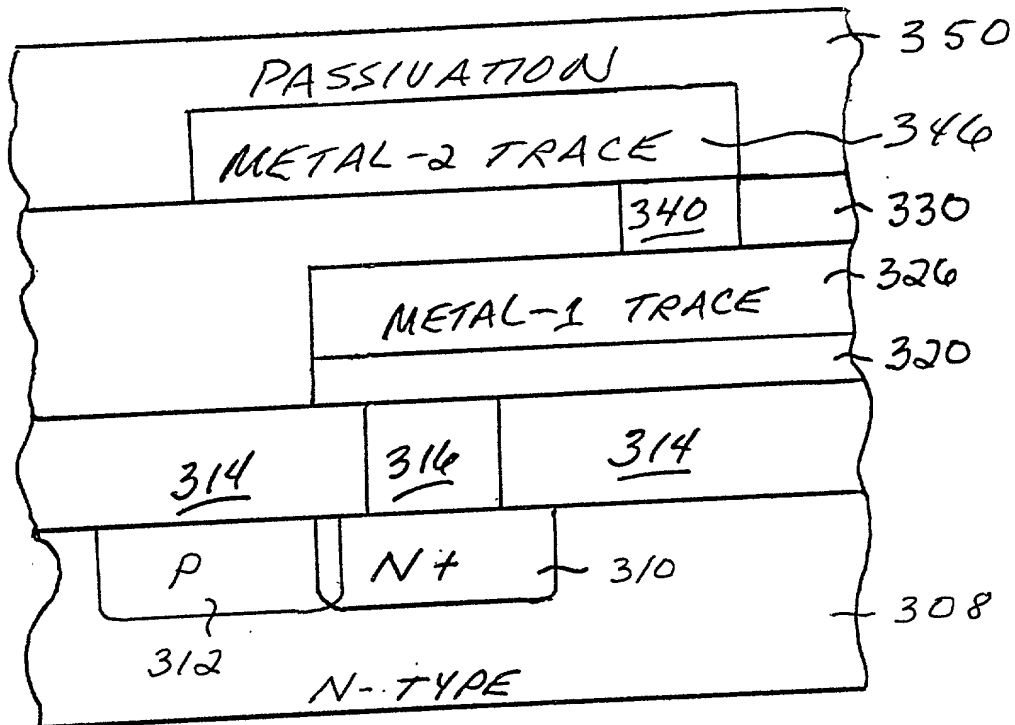 350
PASSIVATION
346
METAL-2 TRACE
340
330
326
METAL-1 TRACE
320
314
316
314
P
N+
310
308
312
N-TYPE